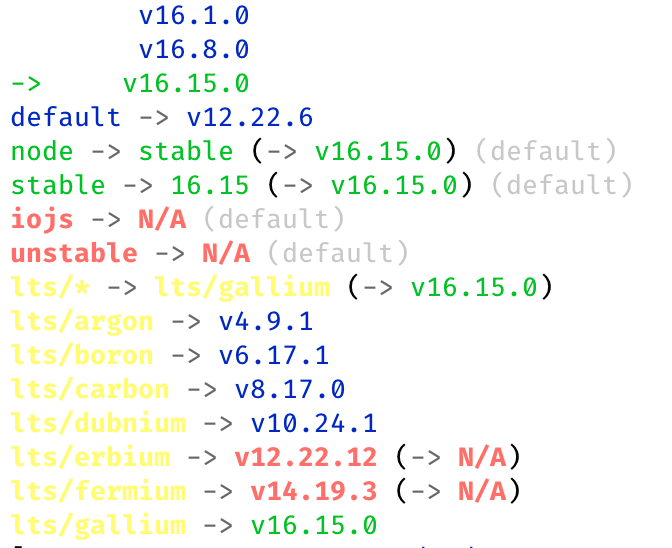 v16.1.0
v16.8.0
-> v16.15.0
default -> v12.22.6
node -> stable (-> v16.15.0) (default)
stable -> 16.15 (-> v16.15.0) (default)
iojs -> N/A (default)
unstable -> N/A (default)
lts/* -> lts/gallium (-> v16.15.0)
lts/argon -> v4.9.1
lts/boron -> v6.17.1
lts/carbon -> v8.17.0
lts/dubnium -> v10.24.1
lts/erbium -> v12.22.12 (-> N/A)
lts/fermium -> v14.19.3 (-> N/A)
lts/gallium -> v16.15.0